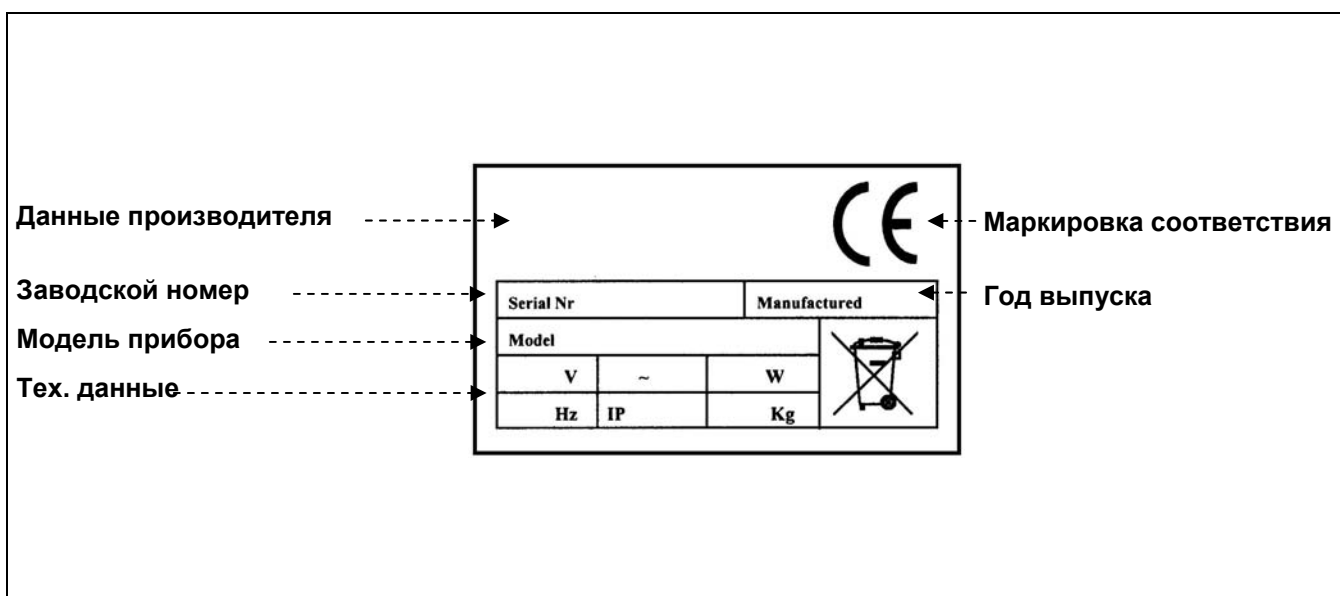 Данные производителя
CE
Маркировка соответствия
Заводской номер
Serial Nr
Manufactured
Год выпуска
Модель прибора
Model
Тех. данные
V ~ W
Hz IP Kg